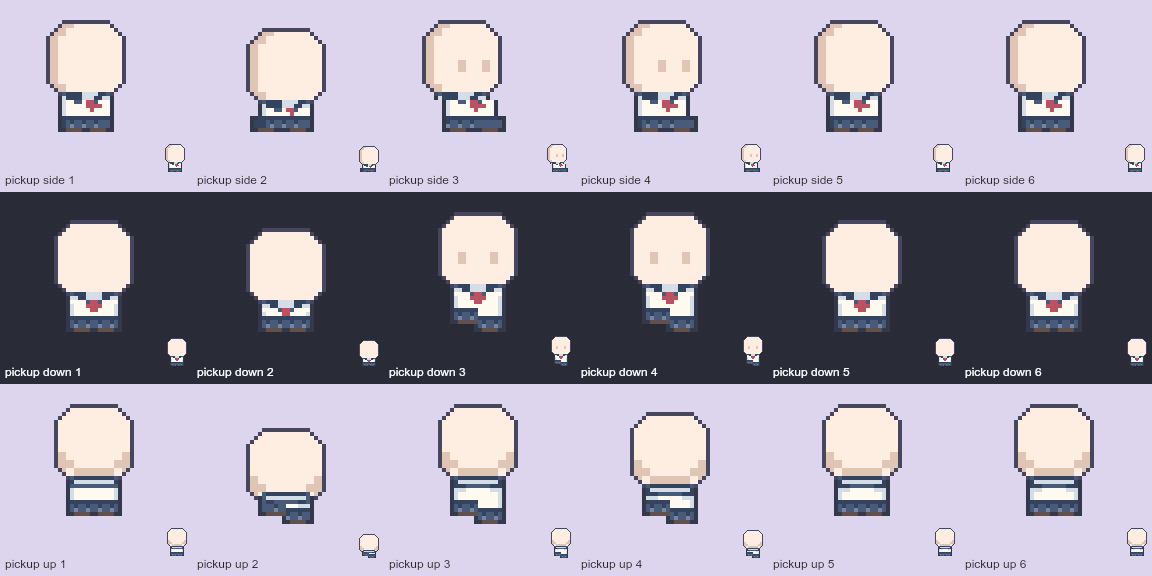 pickup side 1
pickup side 2
pickup side 3
pickup side 4
pickup side 5
pickup side 6
pickup down 1
pickup down 2
pickup down 3
pickup down 4
pickup down 5
pickup down 6
pickup up 1
pickup up 2
pickup up 3
pickup up 4
pickup up 5
pickup up 6